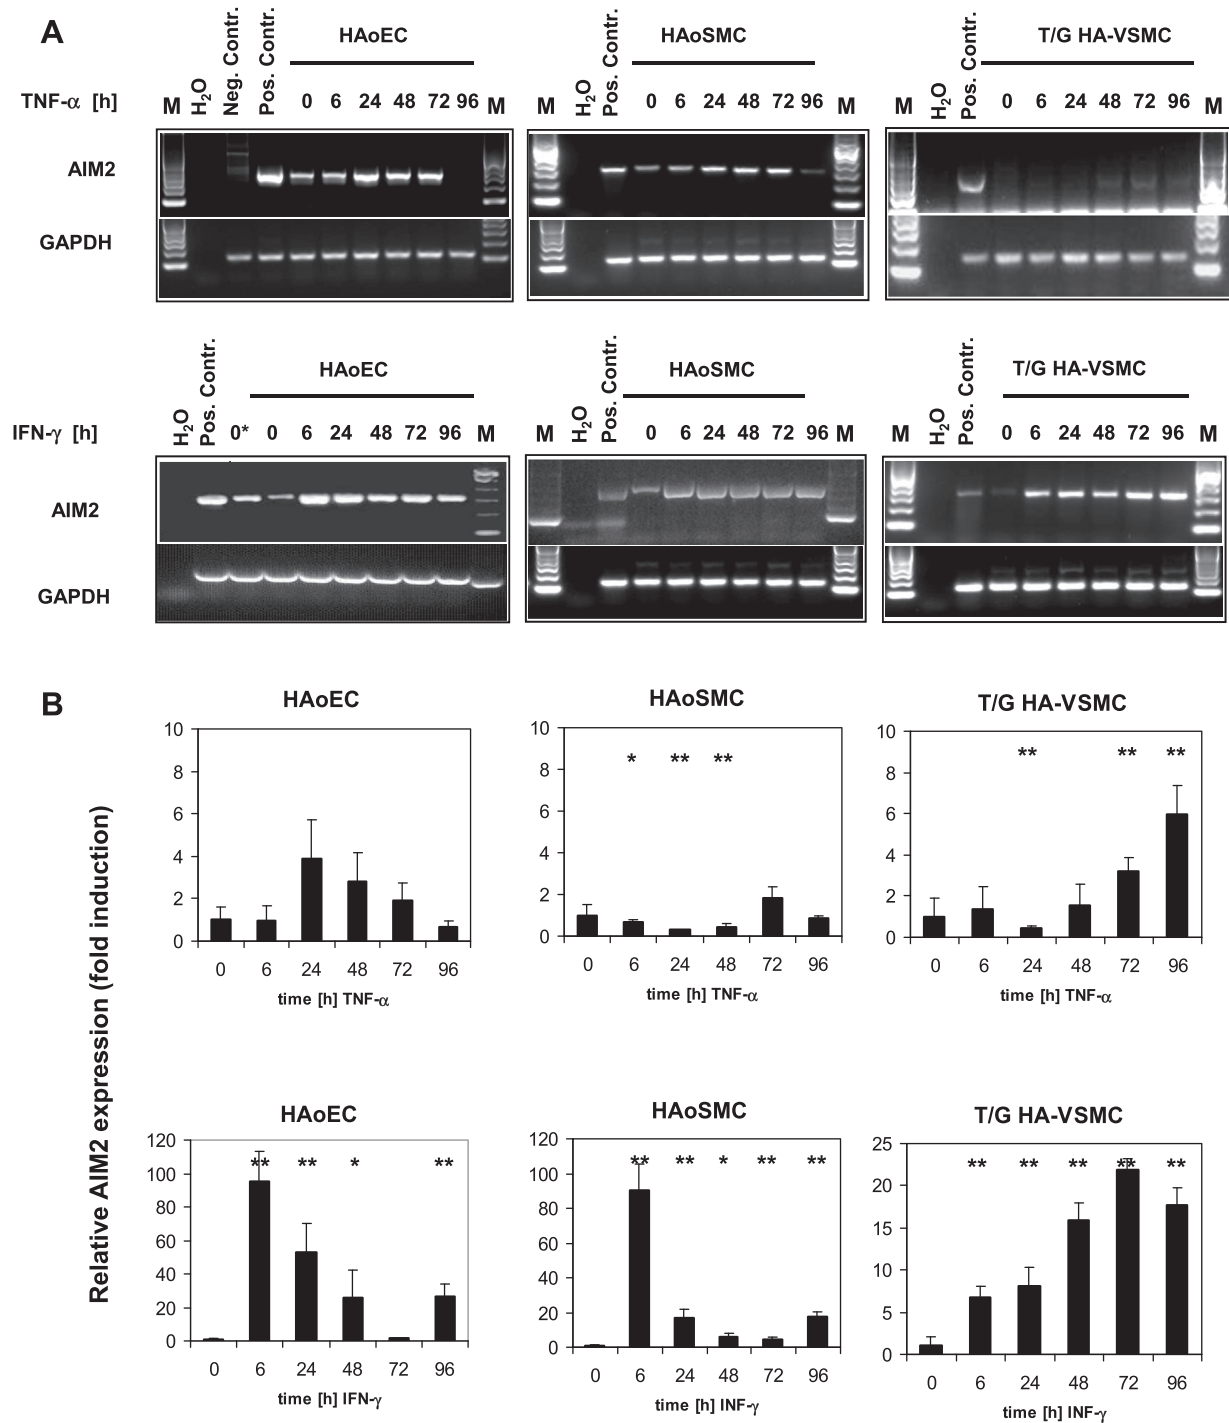 A
HAoEC
HAoSMC
T/G HA-VSMC
TNF-α [h] M H2O Neg. Contr. Pos. Contr. 0 6 24 48 72 96 M
H2O Pos. Contr. 0 6 24 48 72 96 M
M H2O Pos. Contr. 0 6 24 48 72 96 M
M
AIM2
GAPDH
HAoEC
HAoSMC
T/G HA-VSMC
IFN-γ [h] H2O Pos. Contr. 0* 0 6 24 48 72 96 M
M H2O Pos. Contr. 0 6 24 48 72 96 M
M H2O Pos. Contr. 0 6 24 48 72 96 M
AIM2
GAPDH
B
Relative AIM2 expression (fold induction)
HAoEC
10
8
6
4
2
0
0 6 24 48 72 96
time [h] TNF-α
HAoSMC
10
8
6
4
2
0
* ** **
0 6 24 48 72 96
time [h] TNF-α
T/G HA-VSMC
10
8
6
4
2
0
** ** **
0 6 24 48 72 96
time [h] TNF-α
HAoEC
120
100
80
60
40
20
0
** ** * **
0 6 24 48 72 96
time [h] IFN-γ
HAoSMC
120
100
80
60
40
20
0
** ** * ** **
0 6 24 48 72 96
time [h] INF-γ
T/G HA-VSMC
25
20
15
10
5
0
** ** ** ** **
0 6 24 48 72 96
time [h] INF-γ